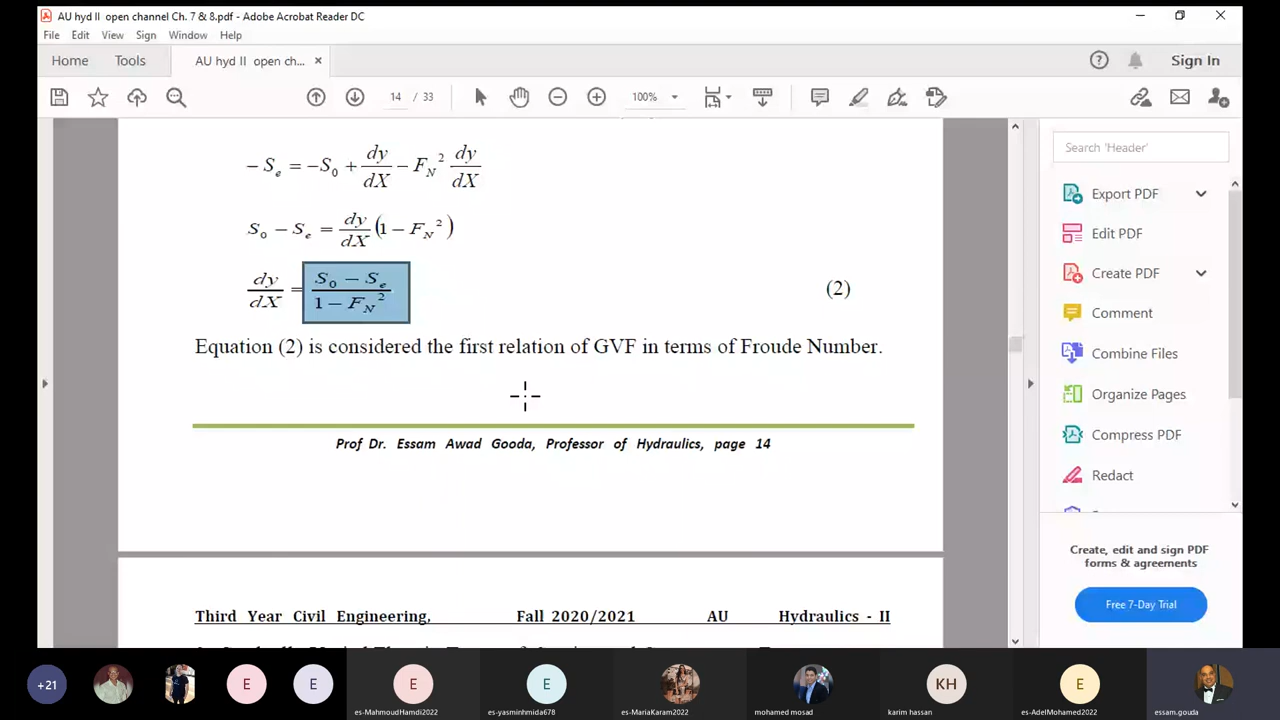 AU hyd II open channel Ch. 7 & 8.pdf - Adobe Acrobat Reader DC
File Edit View Sign Window Help
Home Tools AU hyd II open ch... × Sign In
14 / 33 100%
− S_e = −S_0 + dy/dX − F_N^2 dy/dX
S_0 − S_e = dy/dX (1 − F_N^2)
dy/dX = (S_0 − S_e)/(1 − F_N^2) (2)
Equation (2) is considered the first relation of GVF in terms of Froude Number.
Prof Dr. Essam Awad Gooda, Professor of Hydraulics, page 14
Third Year Civil Engineering, Fall 2020/2021 AU Hydraulics - II
Search 'Header'
Export PDF
Edit PDF
Create PDF
Comment
Combine Files
Organize Pages
Compress PDF
Redact
Create, edit and sign PDF
forms & agreements
Free 7-Day Trial
+21 E E E E KH E
es-MahmoudHamdi2022 es-yasminhmida678 es-MariaKaram2022 mohamed mosad karim hassan es-AdelMohamed2022 essam.gouda